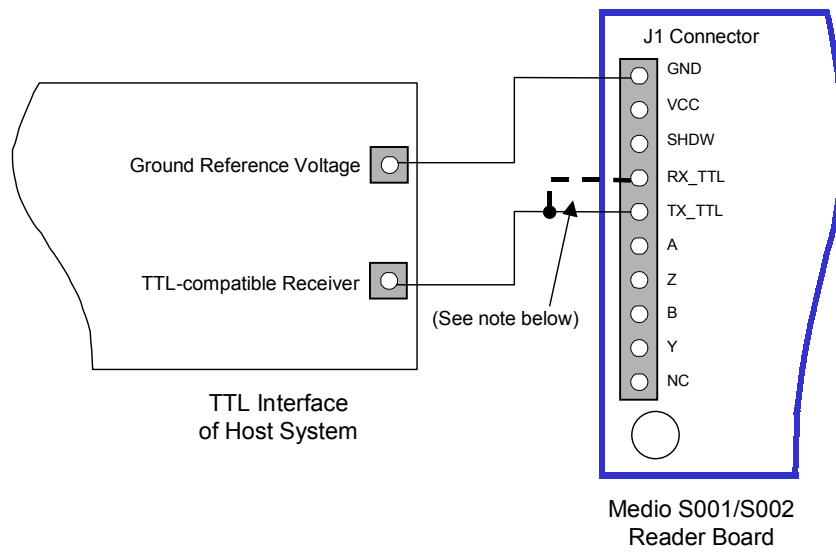 J1 Connector
GND
VCC
SHDW
RX_TTL
TX_TTL
A
Z
B
Y
NC
Ground Reference Voltage
TTL-compatible Receiver
(See note below)
TTL Interface
of Host System
Medio S001/S002
Reader Board